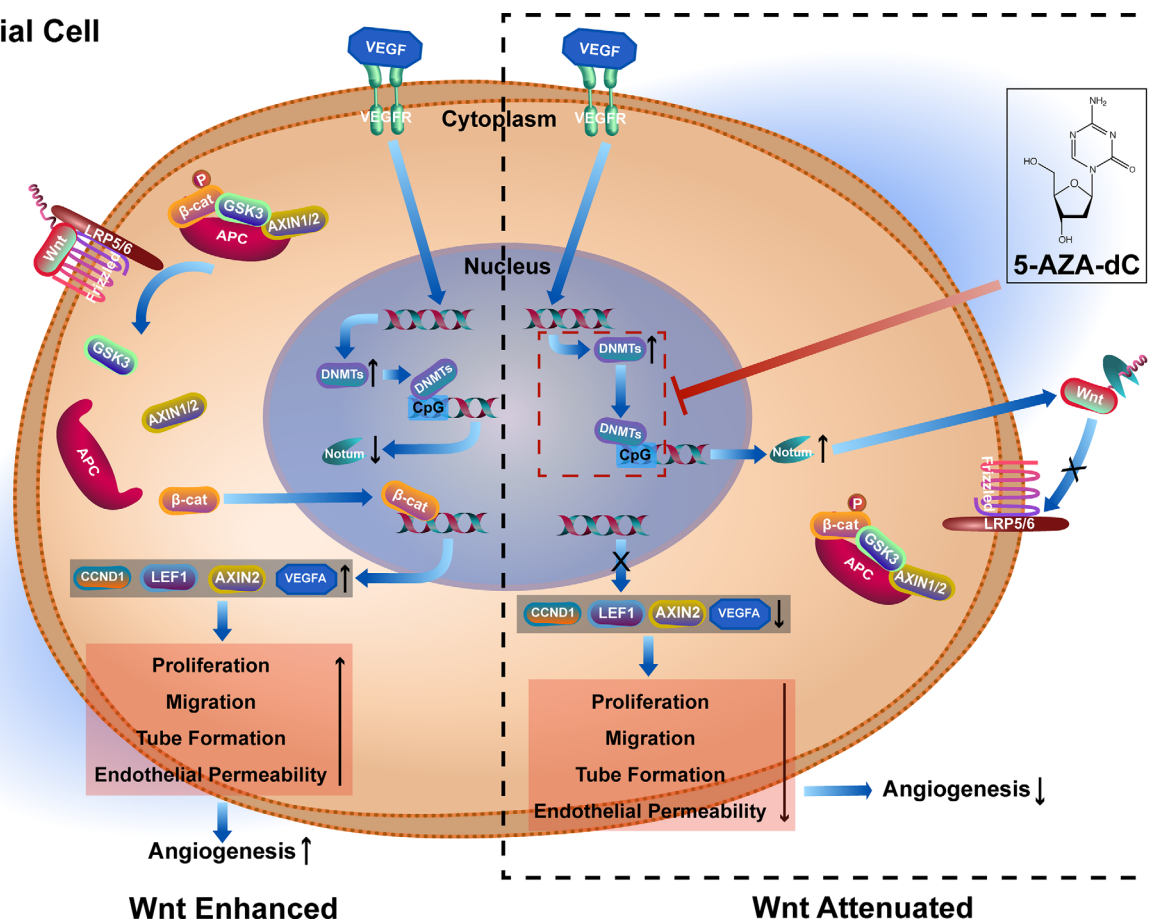 ial Cell
VEGF
VEGFR
Cytoplasm
P
β-cat
GSK3
AXIN1/2
APC
Wnt
LRP5/6
Frizzled
GSK3
AXIN1/2
APC
β-cat
Nucleus
DNMTs
DNMTs
CpG
Notum
β-cat
CCND1
LEF1
AXIN2
VEGFA
Proliferation
Migration
Tube Formation
Endothelial Permeability
Angiogenesis
Wnt Enhanced
VEGF
VEGFR
NH₂
N
N
N
O
HO
O
OH
5-AZA-dC
DNMTs
DNMTs
CpG
Notum
Wnt
X
Frizzled
LRP5/6
P
β-cat
GSK3
AXIN1/2
APC
X
CCND1
LEF1
AXIN2
VEGFA
Proliferation
Migration
Tube Formation
Endothelial Permeability
Angiogenesis
Wnt Attenuated